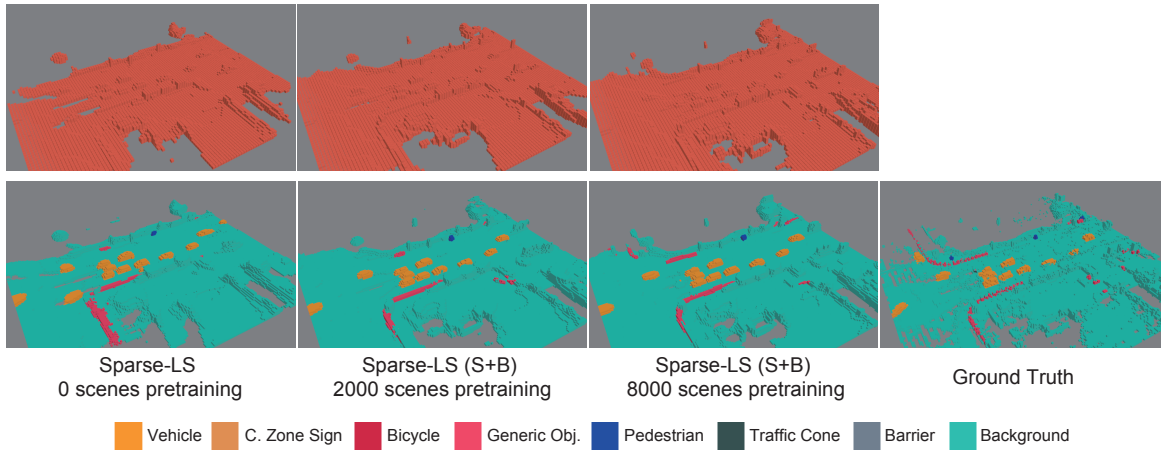 Sparse-LS
0 scenes pretraining
Sparse-LS (S+B)
2000 scenes pretraining
Sparse-LS (S+B)
8000 scenes pretraining
Ground Truth
Vehicle C. Zone Sign Bicycle Generic Obj. Pedestrian Traffic Cone Barrier Background